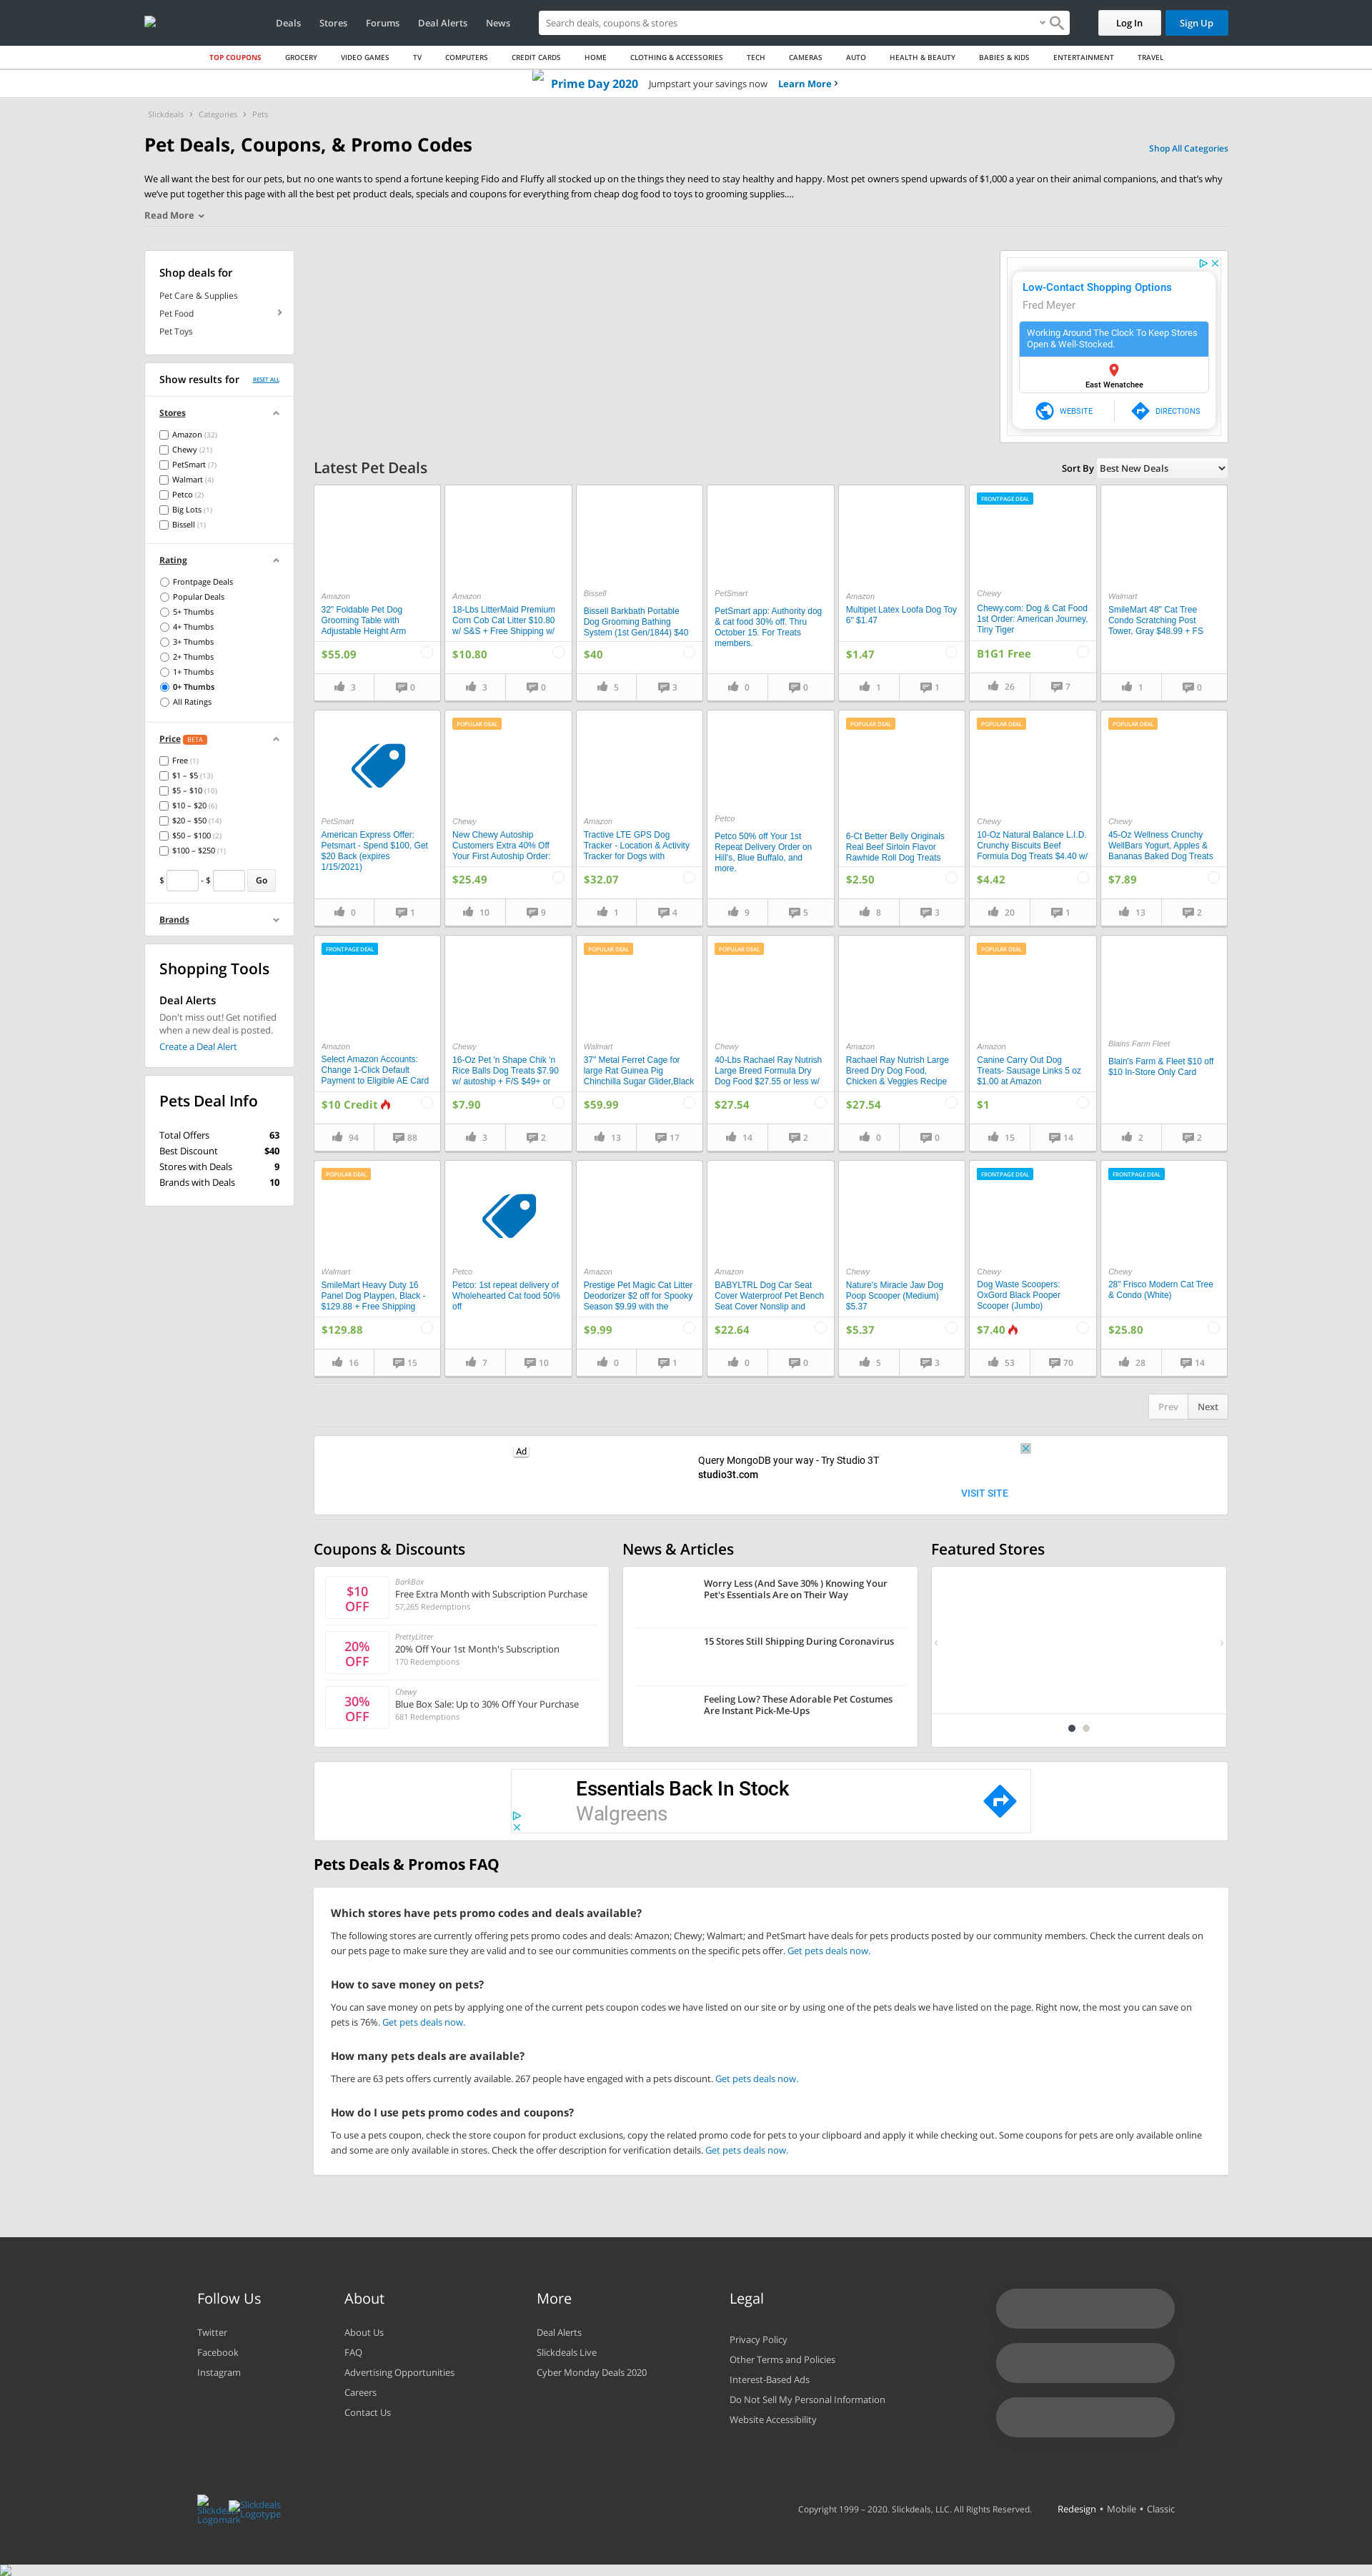 Deals Stores Forums Deal Alerts News Search deals, coupons & stores Log In Sign Up
TOP COUPONS GROCERY VIDEO GAMES TV COMPUTERS CREDIT CARDS HOME CLOTHING & ACCESSORIES TECH CAMERAS AUTO HEALTH & BEAUTY BABIES & KIDS ENTERTAINMENT TRAVEL
Prime Day 2020 Jumpstart your savings now Learn More
Slickdeals Categories Pets
Pet Deals, Coupons, & Promo Codes
Shop All Categories
We all want the best for our pets, but no one wants to spend a fortune keeping Fido and Fluffy all stocked up on the things they need to stay healthy and happy. Most pet owners spend upwards of $1,000 a year on their animal companions, and that's why
we've put together this page with all the best pet product deals, specials and coupons for everything from cheap dog food to toys to grooming supplies....
Read More
Shop deals for
Pet Care & Supplies
Pet Food
Pet Toys
Show results for RESET ALL
Stores
Amazon (32)
Chewy (21)
PetSmart (7)
Walmart (4)
Petco (2)
Big Lots (1)
Bissell (1)
Rating
Frontpage Deals
Popular Deals
5+ Thumbs
4+ Thumbs
3+ Thumbs
2+ Thumbs
1+ Thumbs
0+ Thumbs
All Ratings
Price BETA
Free (1)
$1 – $5 (13)
$5 – $10 (10)
$10 – $20 (6)
$20 – $50 (14)
$50 – $100 (2)
$100 – $250 (1)
$ - $ Go
Brands
Shopping Tools
Deal Alerts
Don't miss out! Get notified
when a new deal is posted.
Create a Deal Alert
Pets Deal Info
Total Offers 63
Best Discount $40
Stores with Deals 9
Brands with Deals 10
Low-Contact Shopping Options
Fred Meyer
Working Around The Clock To Keep Stores
Open & Well-Stocked.
East Wenatchee
WEBSITE DIRECTIONS
Latest Pet Deals
Sort By Best New Deals
Amazon
32" Foldable Pet Dog
Grooming Table with
Adjustable Height Arm
$55.09
3 0
Amazon
18-Lbs LitterMaid Premium
Corn Cob Cat Litter $10.80
w/ S&S + Free Shipping w/
$10.80
3 0
Bissell
Bissell Barkbath Portable
Dog Grooming Bathing
System (1st Gen/1844) $40
$40
5 3
PetSmart
PetSmart app: Authority dog
& cat food 30% off. Thru
October 15. For Treats
members.
0 0
Amazon
Multipet Latex Loofa Dog Toy
6" $1.47
$1.47
1 1
FRONTPAGE DEAL
Chewy
Chewy.com: Dog & Cat Food
1st Order: American Journey,
Tiny Tiger
B1G1 Free
26 7
Walmart
SmileMart 48" Cat Tree
Condo Scratching Post
Tower, Gray $48.99 + FS
1 0
PetSmart
American Express Offer:
Petsmart - Spend $100, Get
$20 Back (expires
1/15/2021)
0 1
POPULAR DEAL
Chewy
New Chewy Autoship
Customers Extra 40% Off
Your First Autoship Order:
$25.49
10 9
Amazon
Tractive LTE GPS Dog
Tracker - Location & Activity
Tracker for Dogs with
$32.07
1 4
Petco
Petco 50% off Your 1st
Repeat Delivery Order on
Hill's, Blue Buffalo, and
more.
9 5
POPULAR DEAL
6-Ct Better Belly Originals
Real Beef Sirloin Flavor
Rawhide Roll Dog Treats
$2.50
8 3
POPULAR DEAL
Chewy
10-Oz Natural Balance L.I.D.
Crunchy Biscuits Beef
Formula Dog Treats $4.40 w/
$4.42
20 1
POPULAR DEAL
Chewy
45-Oz Wellness Crunchy
WellBars Yogurt, Apples &
Bananas Baked Dog Treats
$7.89
13 2
FRONTPAGE DEAL
Amazon
Select Amazon Accounts:
Change 1-Click Default
Payment to Eligible AE Card
$10 Credit
94 88
Chewy
16-Oz Pet 'n Shape Chik 'n
Rice Balls Dog Treats $7.90
w/ autoship + F/S $49+ or
$7.90
3 2
POPULAR DEAL
Walmart
37" Metal Ferret Cage for
large Rat Guinea Pig
Chinchilla Sugar Glider,Black
$59.99
13 17
POPULAR DEAL
Chewy
40-Lbs Rachael Ray Nutrish
Large Breed Formula Dry
Dog Food $27.55 or less w/
$27.54
14 2
Amazon
Rachael Ray Nutrish Large
Breed Dry Dog Food,
Chicken & Veggies Recipe
$27.54
0 0
POPULAR DEAL
Amazon
Canine Carry Out Dog
Treats- Sausage Links 5 oz
$1.00 at Amazon
$1
15 14
Blains Farm Fleet
Blain's Farm & Fleet $10 off
$10 In-Store Only Card
2 2
POPULAR DEAL
Walmart
SmileMart Heavy Duty 16
Panel Dog Playpen, Black -
$129.88 + Free Shipping
$129.88
16 15
Petco
Petco: 1st repeat delivery of
Wholehearted Cat food 50%
off
7 10
Amazon
Prestige Pet Magic Cat Litter
Deodorizer $2 off for Spooky
Season $9.99 with the
$9.99
0 1
Amazon
BABYLTRL Dog Car Seat
Cover Waterproof Pet Bench
Seat Cover Nonslip and
$22.64
0 0
Chewy
Nature's Miracle Jaw Dog
Poop Scooper (Medium)
$5.37
$5.37
5 3
FRONTPAGE DEAL
Chewy
Dog Waste Scoopers:
OxGord Black Pooper
Scooper (Jumbo)
$7.40
53 70
FRONTPAGE DEAL
Chewy
28" Frisco Modern Cat Tree
& Condo (White)
$25.80
28 14
Prev Next
Ad
Query MongoDB your way - Try Studio 3T
studio3t.com
VISIT SITE
Coupons & Discounts
$10
OFF
BarkBox
Free Extra Month with Subscription Purchase
57,265 Redemptions
20%
OFF
PrettyLitter
20% Off Your 1st Month's Subscription
170 Redemptions
30%
OFF
Chewy
Blue Box Sale: Up to 30% Off Your Purchase
681 Redemptions
News & Articles
Worry Less (And Save 30% ) Knowing Your
Pet's Essentials Are on Their Way
15 Stores Still Shipping During Coronavirus
Feeling Low? These Adorable Pet Costumes
Are Instant Pick-Me-Ups
Featured Stores
Essentials Back In Stock
Walgreens
Pets Deals & Promos FAQ
Which stores have pets promo codes and deals available?
The following stores are currently offering pets promo codes and deals: Amazon; Chewy; Walmart; and PetSmart have deals for pets products posted by our community members. Check the current deals on
our pets page to make sure they are valid and to see our communities comments on the specific pets offer. Get pets deals now.
How to save money on pets?
You can save money on pets by applying one of the current pets coupon codes we have listed on our site or by using one of the pets deals we have listed on the page. Right now, the most you can save on
pets is 76%. Get pets deals now.
How many pets deals are available?
There are 63 pets offers currently available. 267 people have engaged with a pets discount. Get pets deals now.
How do I use pets promo codes and coupons?
To use a pets coupon, check the store coupon for product exclusions, copy the related promo code for pets to your clipboard and apply it while checking out. Some coupons for pets are only available online
and some are only available in stores. Check the offer description for verification details. Get pets deals now.
Follow Us
Twitter
Facebook
Instagram
About
About Us
FAQ
Advertising Opportunities
Careers
Contact Us
More
Deal Alerts
Slickdeals Live
Cyber Monday Deals 2020
Legal
Privacy Policy
Other Terms and Policies
Interest-Based Ads
Do Not Sell My Personal Information
Website Accessibility
Slickdeals
Logomark
Slickdeals
Logotype
Copyright 1999 – 2020. Slickdeals, LLC. All Rights Reserved. Redesign • Mobile • Classic